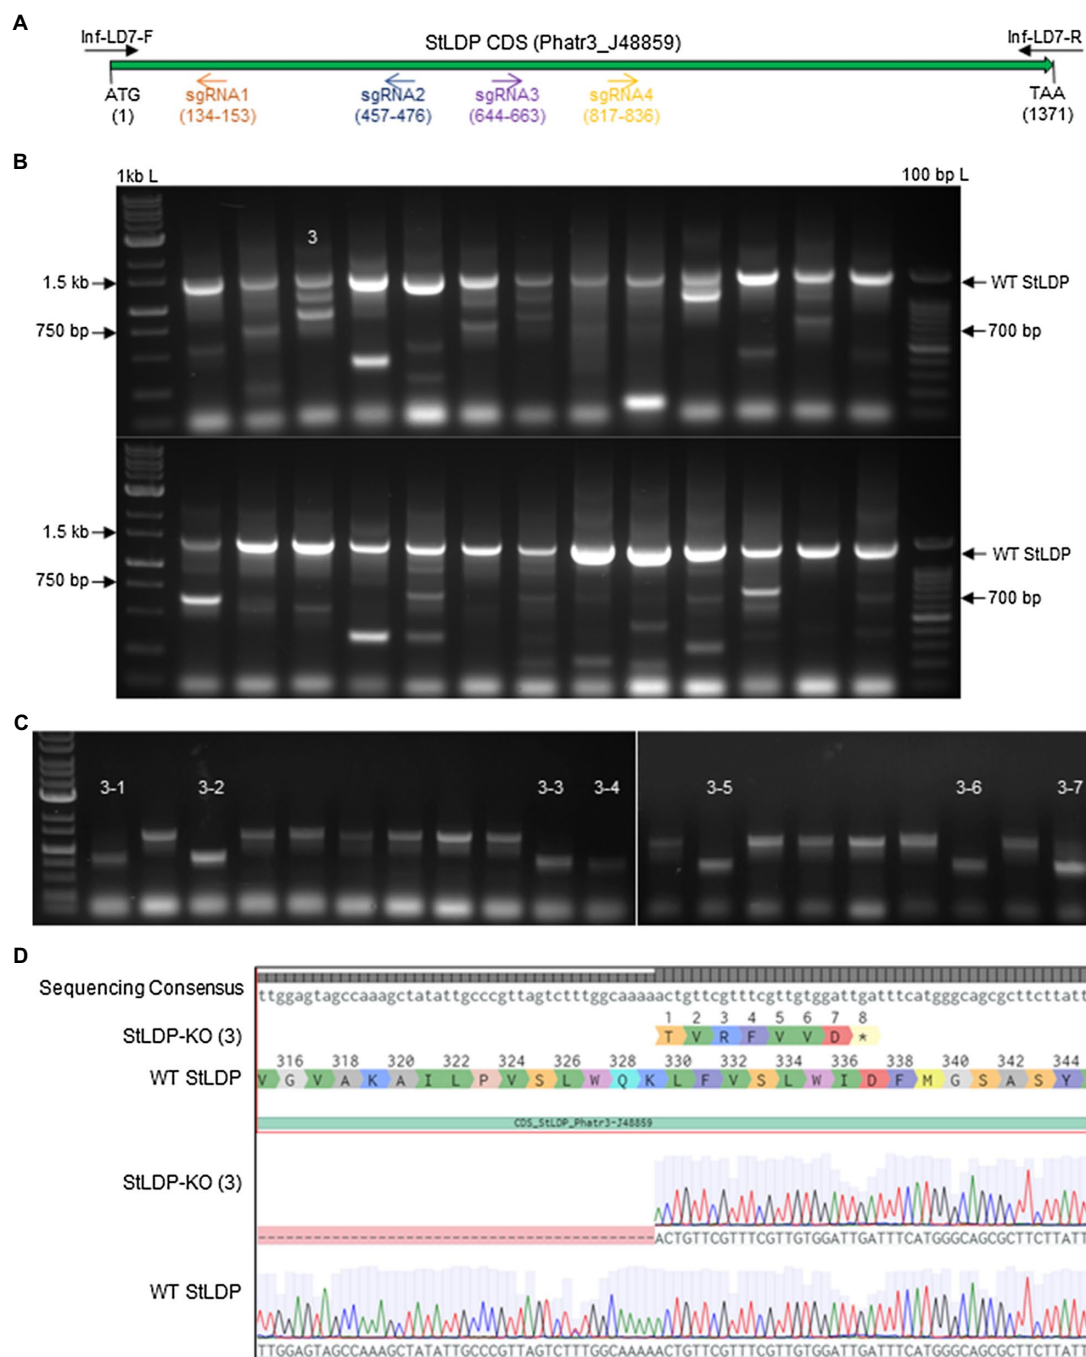 A
Inf-LD7-F
StLDP CDS (Phatr3_J48859)
Inf-LD7-R
ATG
(1)
sgRNA1
(134-153)
sgRNA2
(457-476)
sgRNA3
(644-663)
sgRNA4
(817-836)
TAA
(1371)
B
1kb L
100 bp L
3
1.5 kb
WT StLDP
750 bp
700 bp
1.5 kb
WT StLDP
750 bp
700 bp
C
3-1
3-2
3-3
3-4
3-5
3-6
3-7
D
Sequencing Consensus
ttggagtagccaaagctatattgcccgttagtctttggcaaaaactgttcgtttcgttgtggattgatttcatgggcagcgcttcttatt
1 2 3 4 5 6 7 8
StLDP-KO (3)
T V R F V V D *
316 318 320 322 324 326 328 330 332 334 336 338 340 342 344
WT StLDP
V G V A K A I L P V S L W Q K L F V S L W I D F M G S A S Y
CDS_StLDP_Phatr3-J48859
StLDP-KO (3)
ACTGTTCGTTTCGTTGTGGATTGATTTCATGGGCAGCGCTTCTTATT
WT StLDP
TTGGAGTAGCCAAAGCTATATTGCCCGTTAGTCTTTGGCAAAAACTGTTCGTTTCGTTGTGGATTGATTTCATGGGCAGCGCTTCTTATT